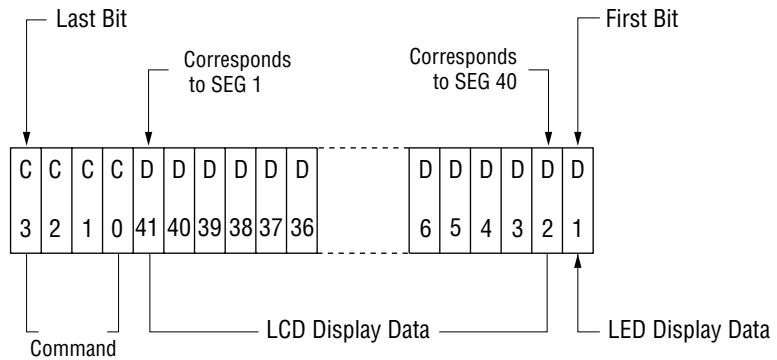 Last Bit
First Bit
Corresponds
to SEG 1
Corresponds
to SEG 40
C C C C D D D D D D D D D D D D
3 2 1 0 41 40 39 38 37 36 6 5 4 3 2 1
LCD Display Data
LED Display Data
Command